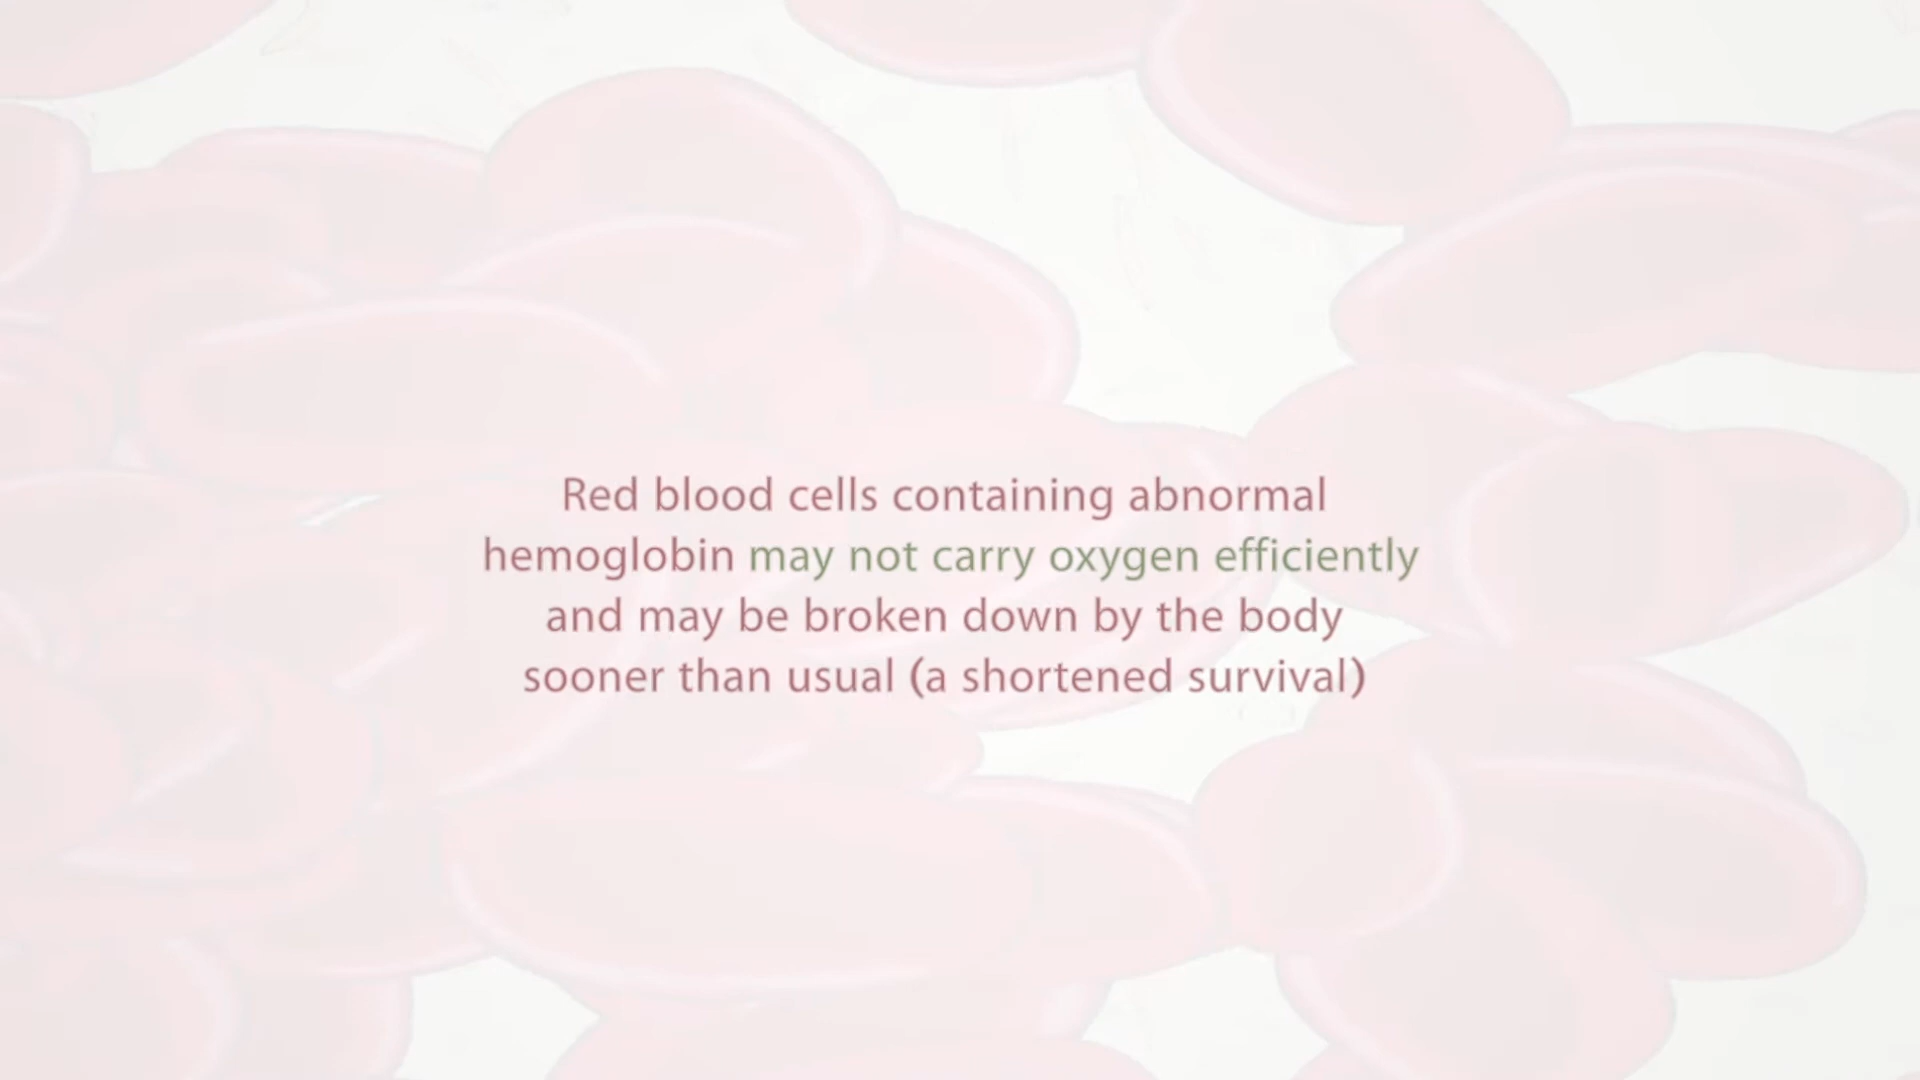 Red blood cells containing abnormal
hemoglobin may not carry oxygen efficiently
and may be broken down by the body
sooner than usual (a shortened survival)